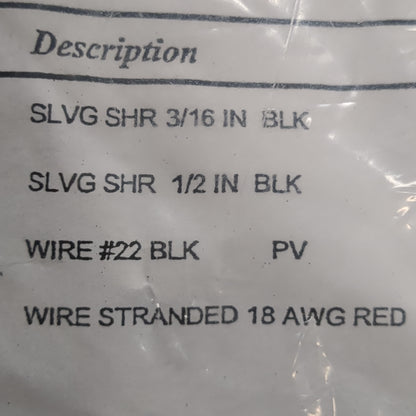 Description
SLVG SHR 3/16 IN BLK
SLVG SHR 1/2 IN BLK
WIRE #22 BLK PV
WIRE STRANDED 18 AWG RED